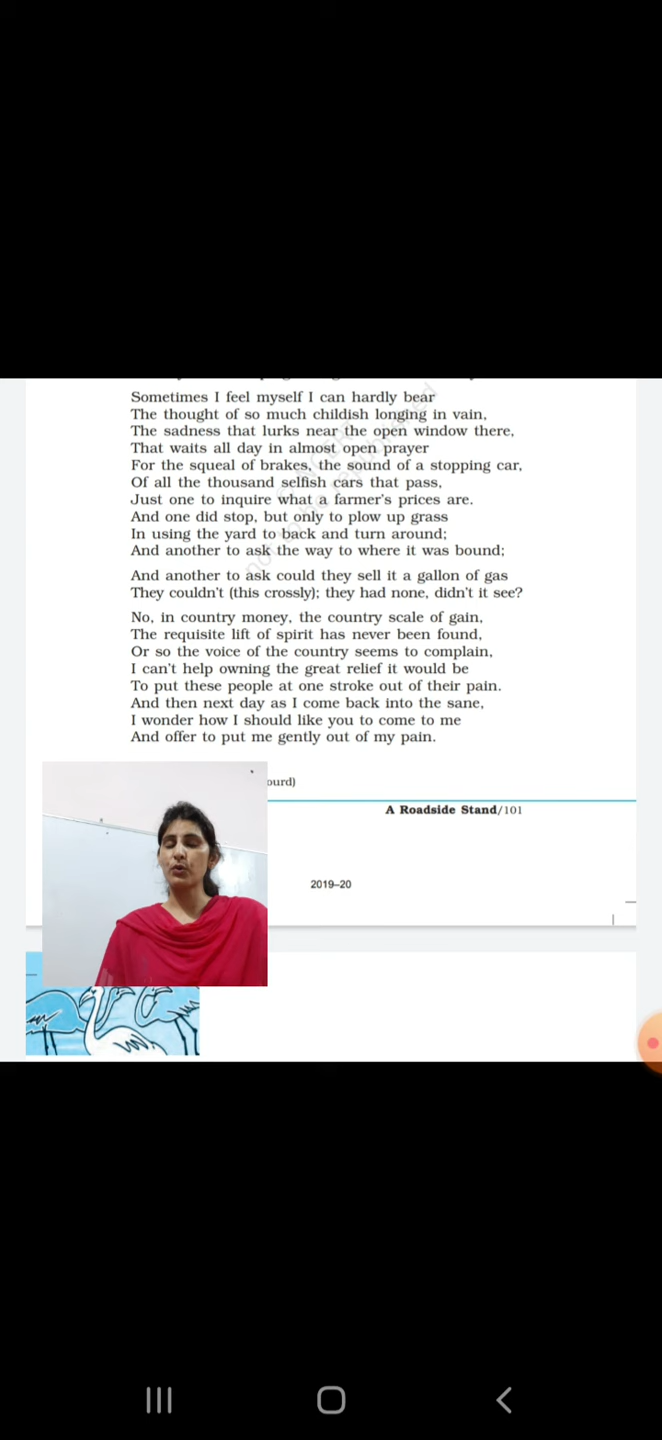 Sometimes I feel myself I can hardly bear
The thought of so much childish longing in vain,
The sadness that lurks near the open window there,
That waits all day in almost open prayer
For the squeal of brakes, the sound of a stopping car,
Of all the thousand selfish cars that pass,
Just one to inquire what a farmer's prices are.
And one did stop, but only to plow up grass
In using the yard to back and turn around;
And another to ask the way to where it was bound;
And another to ask could they sell it a gallon of gas
They couldn't (this crossly); they had none, didn't it see?
No, in country money, the country scale of gain,
The requisite lift of spirit has never been found,
Or so the voice of the country seems to complain,
I can't help owning the great relief it would be
To put these people at one stroke out of their pain.
And then next day as I come back into the sane,
I wonder how I should like you to come to me
And offer to put me gently out of my pain.
ourd)
A Roadside Stand/101
2019–20